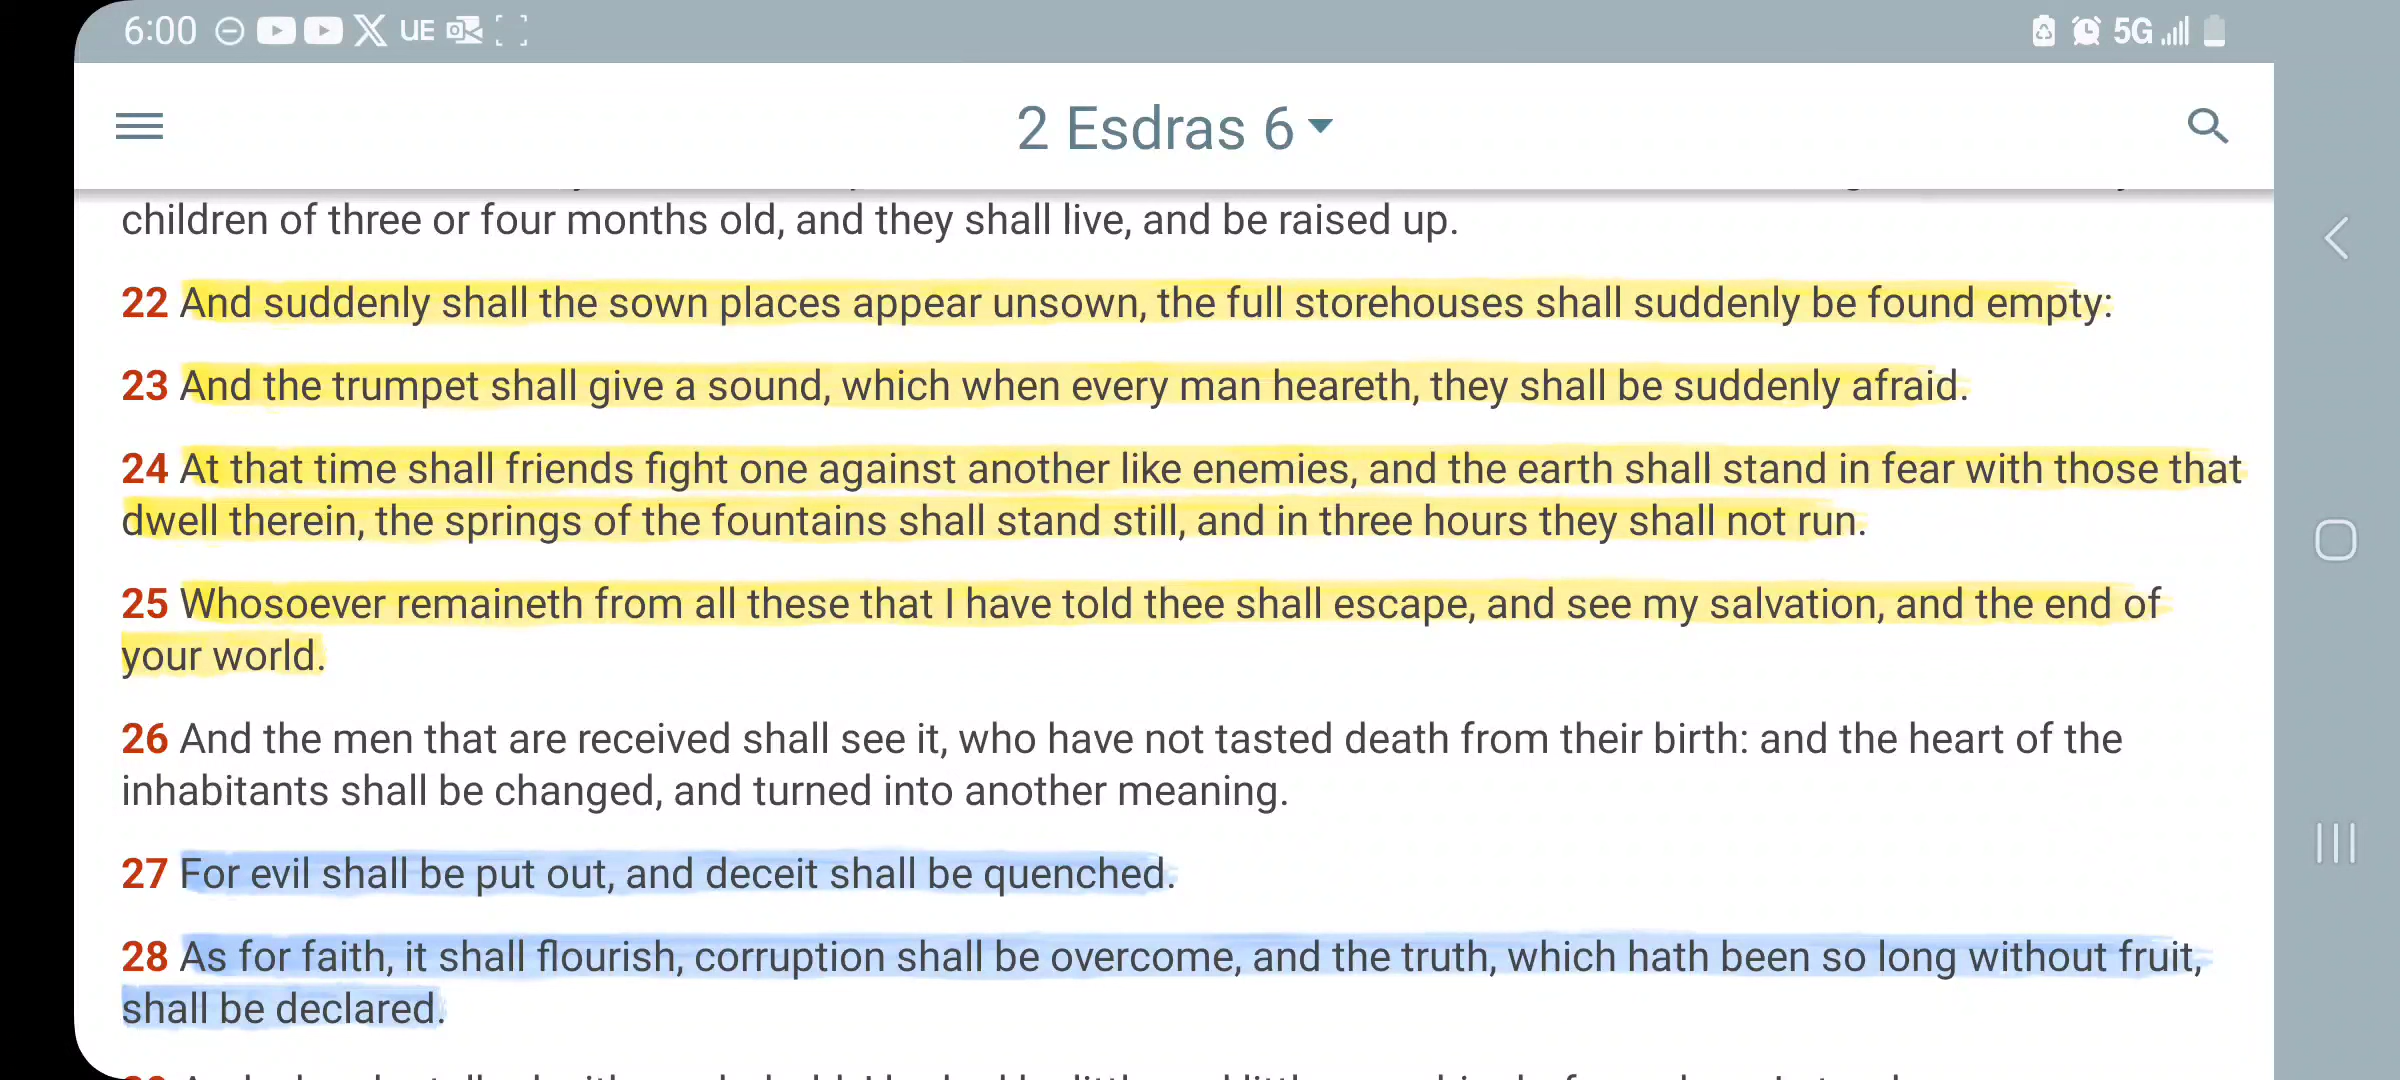 6:00 UE 5G
2 Esdras 6
children of three or four months old, and they shall live, and be raised up.
22 And suddenly shall the sown places appear unsown, the full storehouses shall suddenly be found empty:
23 And the trumpet shall give a sound, which when every man heareth, they shall be suddenly afraid.
24 At that time shall friends fight one against another like enemies, and the earth shall stand in fear with those that
dwell therein, the springs of the fountains shall stand still, and in three hours they shall not run.
25 Whosoever remaineth from all these that I have told thee shall escape, and see my salvation, and the end of
your world.
26 And the men that are received shall see it, who have not tasted death from their birth: and the heart of the
inhabitants shall be changed, and turned into another meaning.
27 For evil shall be put out, and deceit shall be quenched.
28 As for faith, it shall flourish, corruption shall be overcome, and the truth, which hath been so long without fruit,
shall be declared.